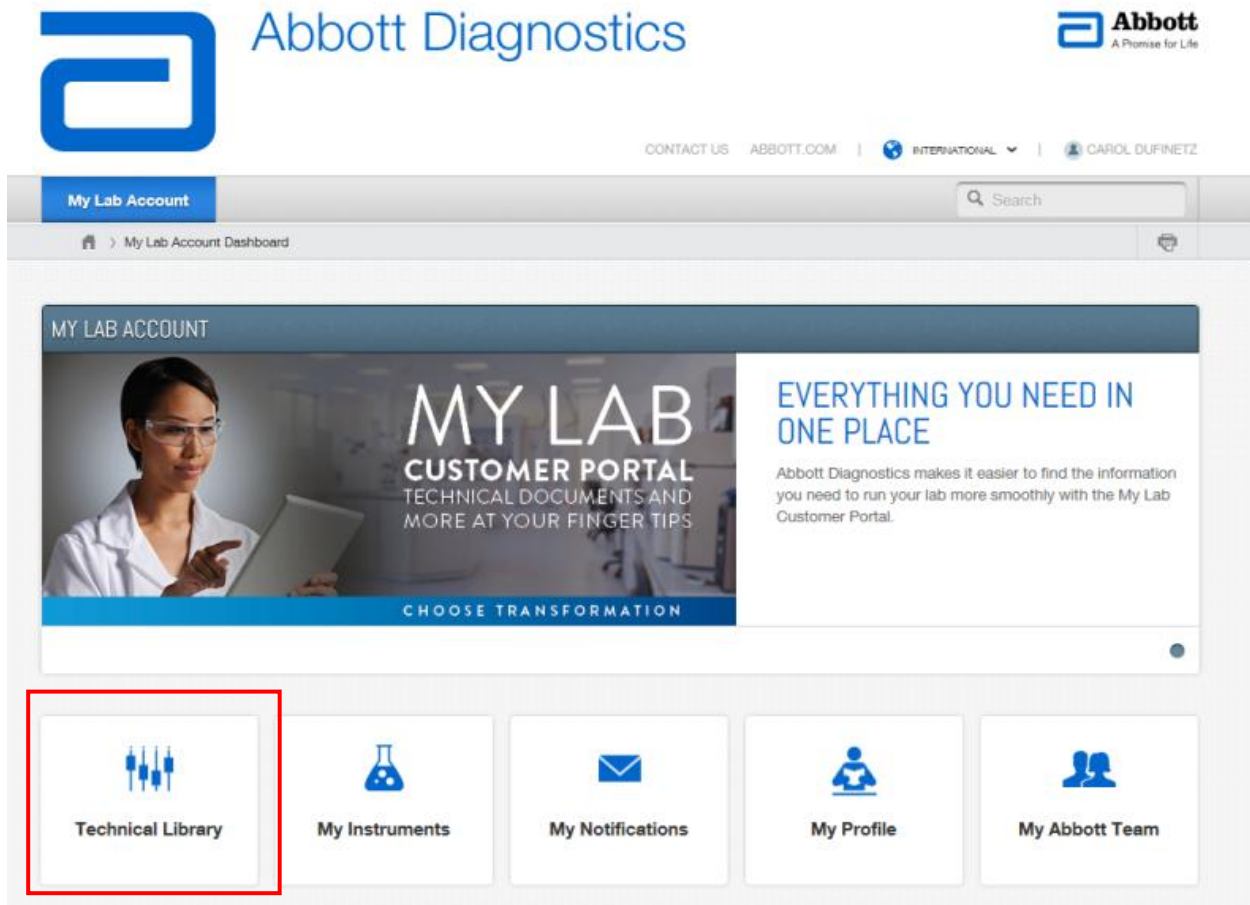 Abbott Diagnostics
Abbott
A Promise for Life
CONTACT US ABBOTT.COM | INTERNATIONAL | CAROL DUFINETZ
My Lab Account
Search
> My Lab Account Dashboard
MY LAB ACCOUNT
MY LAB
CUSTOMER PORTAL
TECHNICAL DOCUMENTS AND
MORE AT YOUR FINGER TIPS
CHOOSE TRANSFORMATION
EVERYTHING YOU NEED IN
ONE PLACE
Abbott Diagnostics makes it easier to find the information
you need to run your lab more smoothly with the My Lab
Customer Portal.
Technical Library
My Instruments
My Notifications
My Profile
My Abbott Team